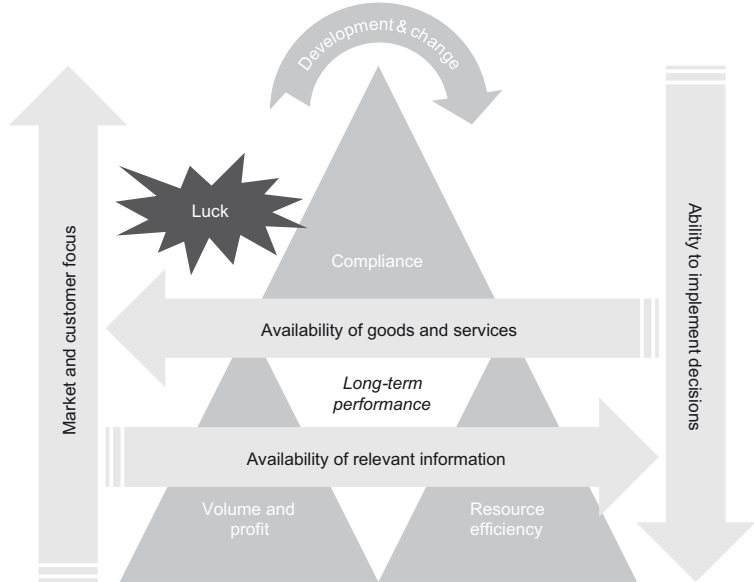 Development & change
Luck
Compliance
Market and customer focus
Ability to implement decisions
Availability of goods and services
Long-term
performance
Availability of relevant information
Volume and
profit
Resource
efficiency